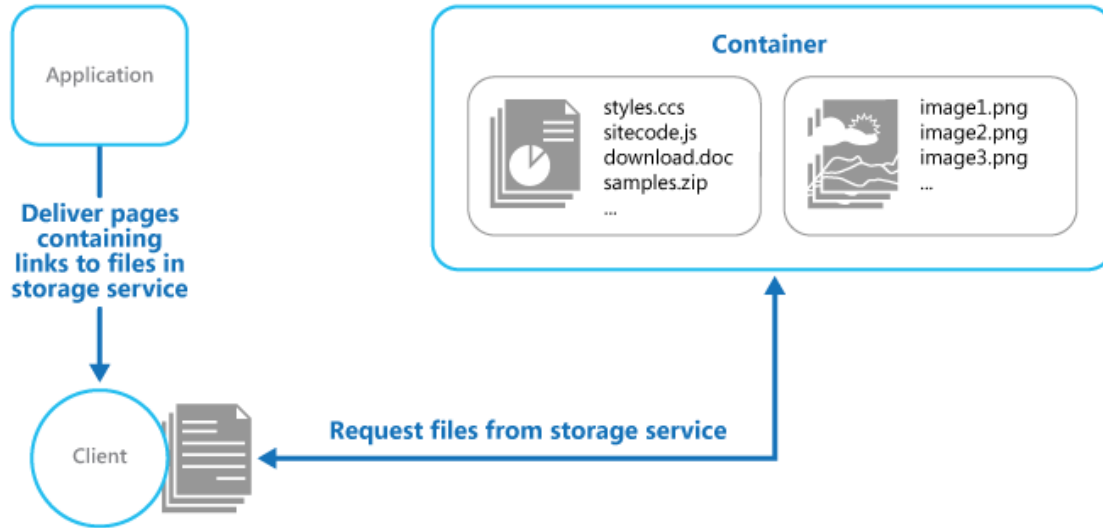 Application
Container
styles.ccs
sitecode.js
download.doc
samples.zip
...
image1.png
image2.png
image3.png
...
Deliver pages
containing
links to files in
storage service
Client
Request files from storage service